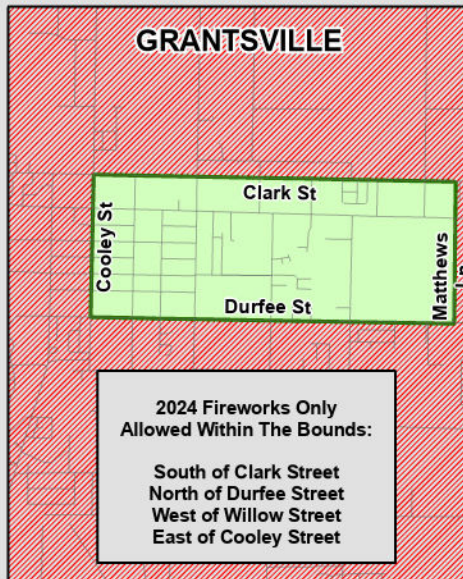 GRANTSVILLE
Clark St
Cooley St
Matthews
Durfee St
2024 Fireworks Only
Allowed Within The Bounds:
South of Clark Street
North of Durfee Street
West of Willow Street
East of Cooley Street